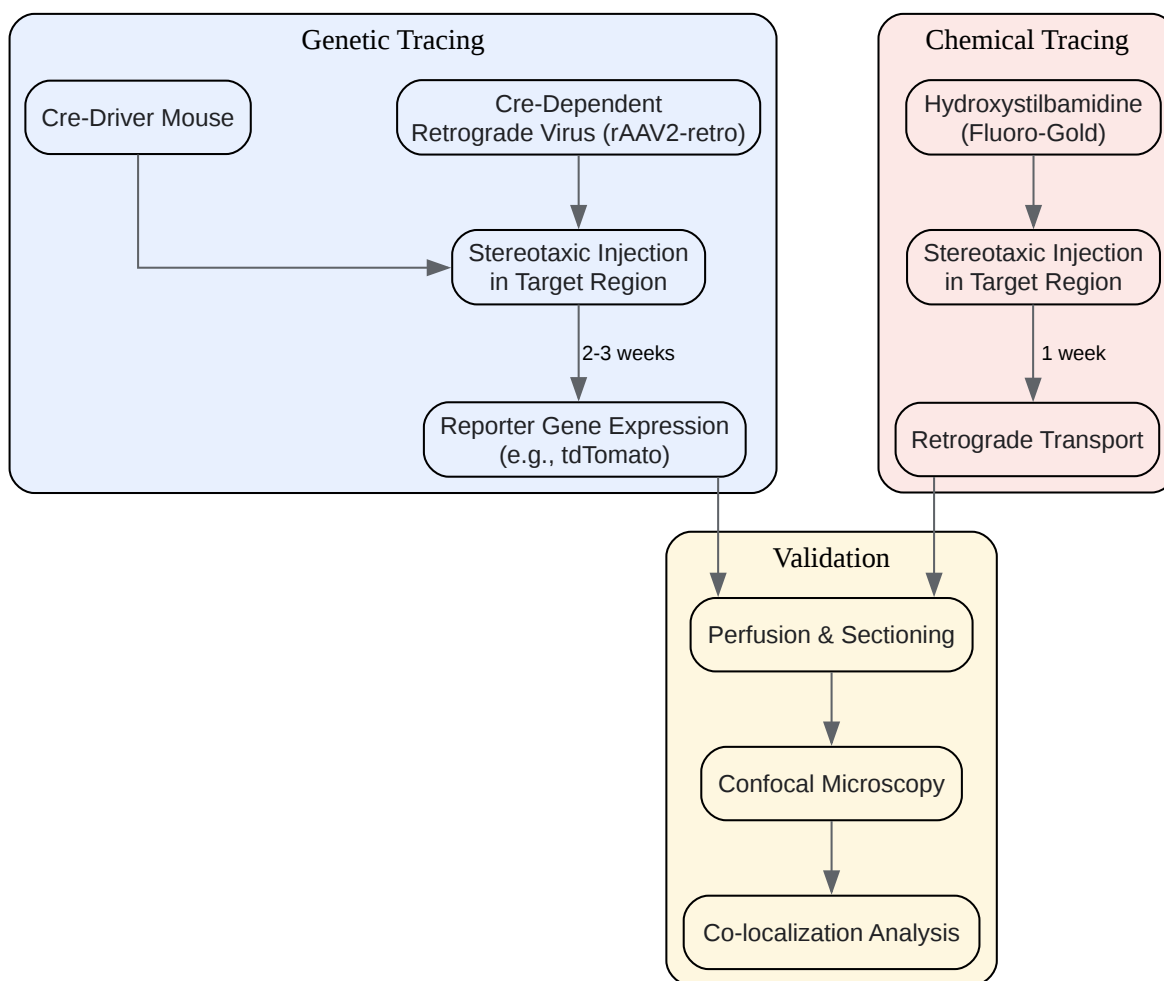 Genetic Tracing
Cre-Driver Mouse
Cre-Dependent
Retrograde Virus (rAAV2-retro)
Stereotaxic Injection
in Target Region
2-3 weeks
Reporter Gene Expression
(e.g., tdTomato)
Chemical Tracing
Hydroxystilbamidine
(Fluoro-Gold)
Stereotaxic Injection
in Target Region
1 week
Retrograde Transport
Validation
Perfusion & Sectioning
Confocal Microscopy
Co-localization Analysis